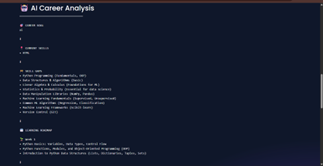 AI Career Analysis
CAREER GOAL
CURRENT SKILLS
• HTML
SKILL GAPS
• Python Programming (Fundamentals, OOP)
• Data Structures & Algorithms (Basic)
• Linear Algebra & Calculus (Foundations for ML)
• Statistics & Probability (Essential for data science)
• Data Manipulation Libraries (NumPy, Pandas)
• Machine Learning Fundamentals (Supervised, Unsupervised)
• Common ML Algorithms (Regression, Classification)
• Machine Learning Frameworks (Scikit-learn)
• Version Control (Git)
LEARNING ROADMAP
• Python Basics: Variables, Data Types, Control Flow
• Python Functions, Modules, and Object-Oriented Programming (OOP)
• Introduction to Python Data Structures (Lists, Dictionaries, Tuples, Sets)